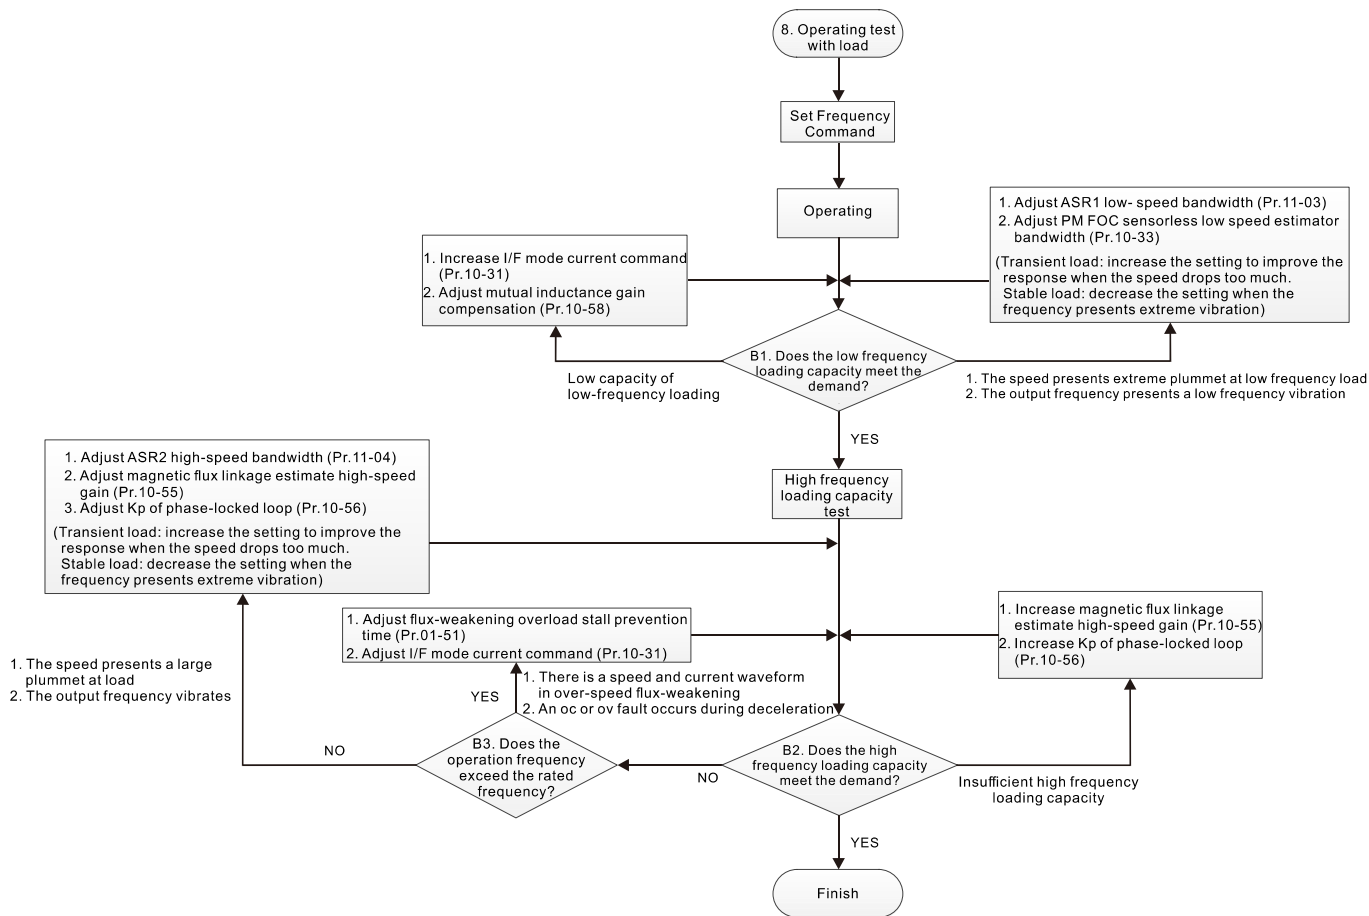 8. Operating test
with load
Set Frequency
Command
Operating
1. Adjust ASR1 low- speed bandwidth (Pr.11-03)
2. Adjust PM FOC sensorless low speed estimator
bandwidth (Pr.10-33)
(Transient load: increase the setting to improve the
response when the speed drops too much.
Stable load: decrease the setting when the
frequency presents extreme vibration)
1. Increase I/F mode current command
(Pr.10-31)
2. Adjust mutual inductance gain
compensation (Pr.10-58)
B1. Does the low frequency
loading capacity meet the
demand?
Low capacity of
low-frequency loading
1. The speed presents extreme plummet at low frequency load
2. The output frequency presents a low frequency vibration
YES
High frequency
loading capacity
test
1. Adjust ASR2 high-speed bandwidth (Pr.11-04)
2. Adjust magnetic flux linkage estimate high-speed
gain (Pr.10-55)
3. Adjust Kp of phase-locked loop (Pr.10-56)
(Transient load: increase the setting to improve the
response when the speed drops too much.
Stable load: decrease the setting when the
frequency presents extreme vibration)
1. Adjust flux-weakening overload stall prevention
time (Pr.01-51)
2. Adjust I/F mode current command (Pr.10-31)
1. Increase magnetic flux linkage
estimate high-speed gain (Pr.10-55)
2. Increase Kp of phase-locked loop
(Pr.10-56)
1. The speed presents a large
plummet at load
2. The output frequency vibrates
YES
1. There is a speed and current waveform
in over-speed flux-weakening
2. An oc or ov fault occurs during deceleration
NO
B3. Does the
operation frequency
exceed the rated
frequency?
NO
B2. Does the high
frequency loading capacity
meet the demand?
Insufficient high frequency
loading capacity
YES
Finish